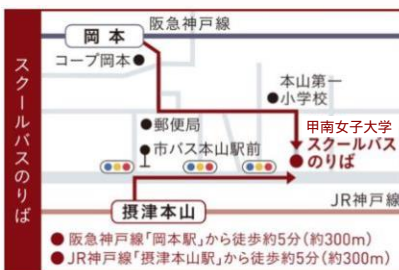 スクールバスのりば
阪急神戸線
岡本
コープ岡本●
本山第一
●小学校
●郵便局
甲南女子大学
●市バス本山駅前
スクールバス
のりば
JR神戸線
摂津本山
●阪急神戸線「岡本駅」から徒歩約5分(約300m)
●JR神戸線「摂津本山駅」から徒歩約5分(約300m)